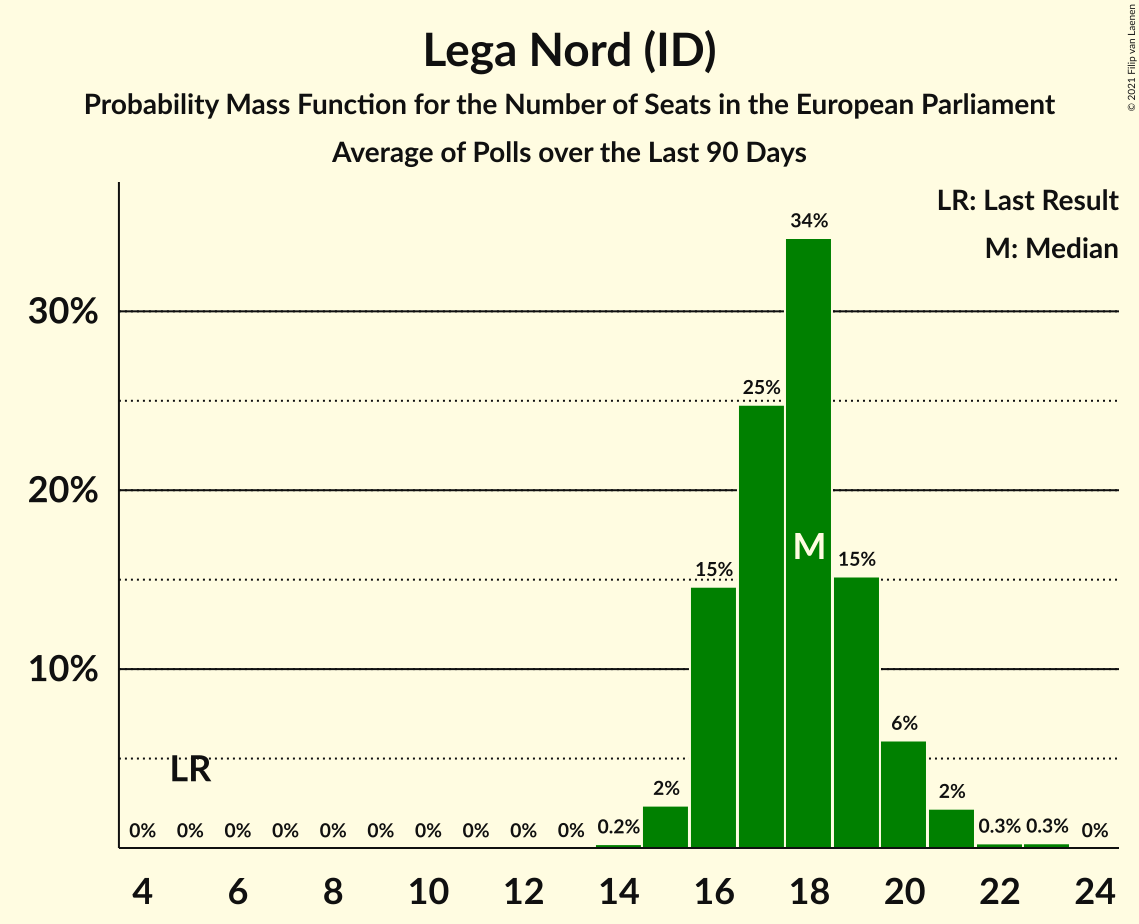 Lega Nord (ID)
Probability Mass Function for the Number of Seats in the European Parliament
Average of Polls over the Last 90 Days
© 2021 Filip van Laenen
LR: Last Result
M: Median
34%
30%
25%
20%
M
15%
15%
10%
6%
LR
2%
2%
0% 0% 0% 0% 0% 0% 0% 0% 0% 0% 0.2% 0.3% 0.3% 0%
4 6 8 10 12 14 16 18 20 22 24